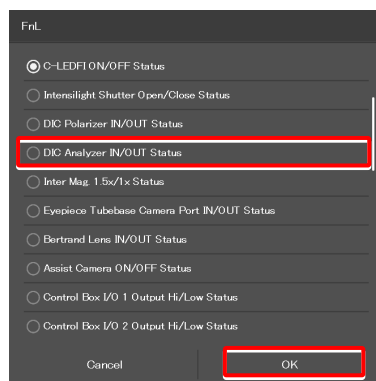 FnL
C-LEDFI ON/OFF Status
Intensilight Shutter Open/Close Status
DIC Polarizer IN/OUT Status
DIC Analyzer IN/OUT Status
Inter Mag. 1.5x/1x Status
Eyepiece Tubebase Camera Port IN/OUT Status
Bertrand Lens IN/OUT Status
Assist Camera ON/OFF Status
Control Box I/O 1 Output Hi/Low Status
Control Box I/O 2 Output Hi/Low Status
Cancel OK